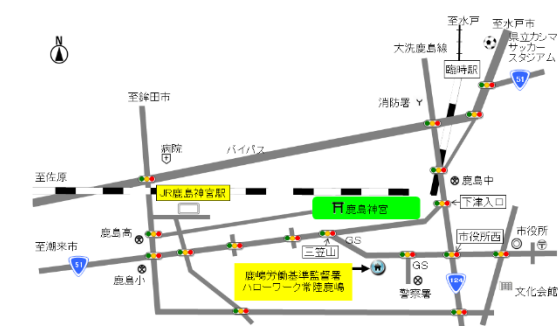 至水戸
至水戸市
県立カシマ
サッカー
スタジアム
N
大洗鹿島線
臨時駅
51
至鉾田市
消防署
病院
バイパス
至佐原
鹿島中
JR鹿島神宮駅
鹿島神宮
下津入口
鹿島高
市役所
至潮来市
GS
市役所西
三笠山
51
鹿島小
鹿嶋労働基準監督署
ハローワーク常陸鹿嶋
GS
警察署
124
文化会館